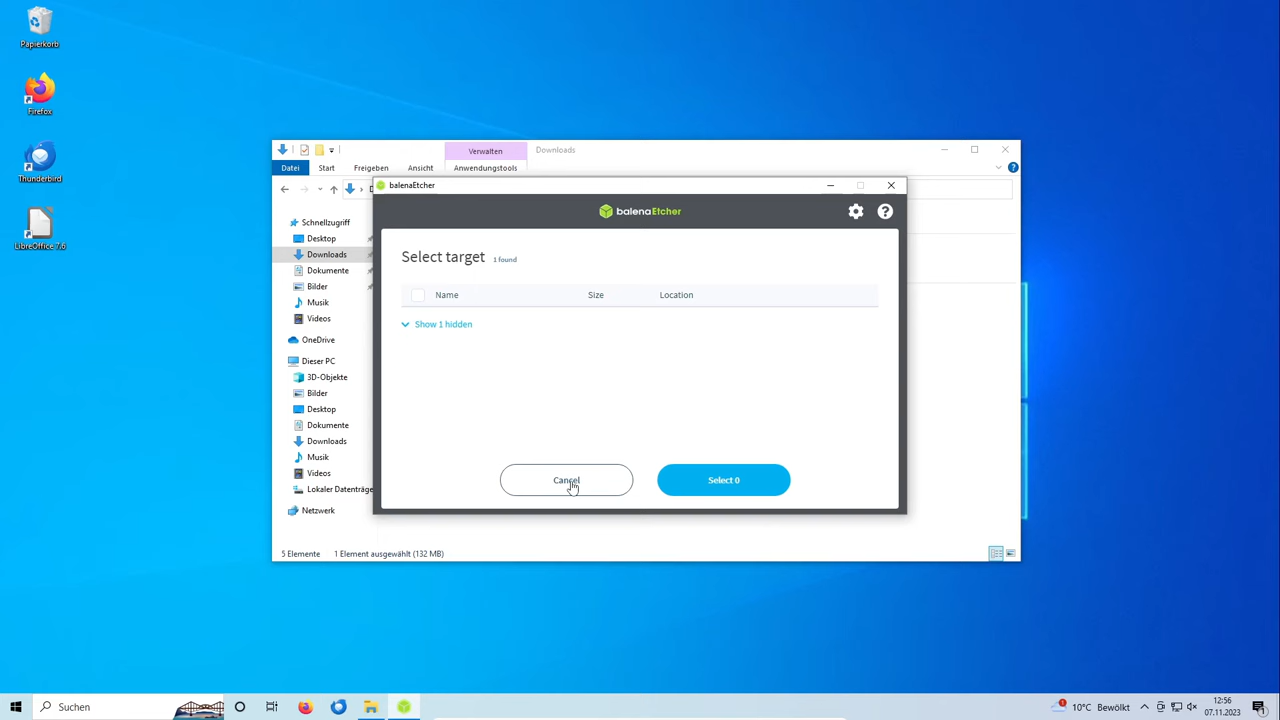 Papierkorb
Firefox
Thunderbird
LibreOffice 7.6
Verwalten
Downloads
Datei
Start
Freigeben
Ansicht
Anwendungstools
balenaEtcher
balenaEtcher
Schnellzugriff
Desktop
Downloads
Dokumente
Bilder
Musik
Videos
OneDrive
Dieser PC
3D-Objekte
Bilder
Desktop
Dokumente
Downloads
Musik
Videos
Lokaler Datenträge
Netzwerk
Select target 1 found
Name Size Location
Show 1 hidden
Cancel
Select 0
5 Elemente 1 Element ausgewählt (132 MB)
Suchen
10°C Bewölkt
12:56
07.11.2023